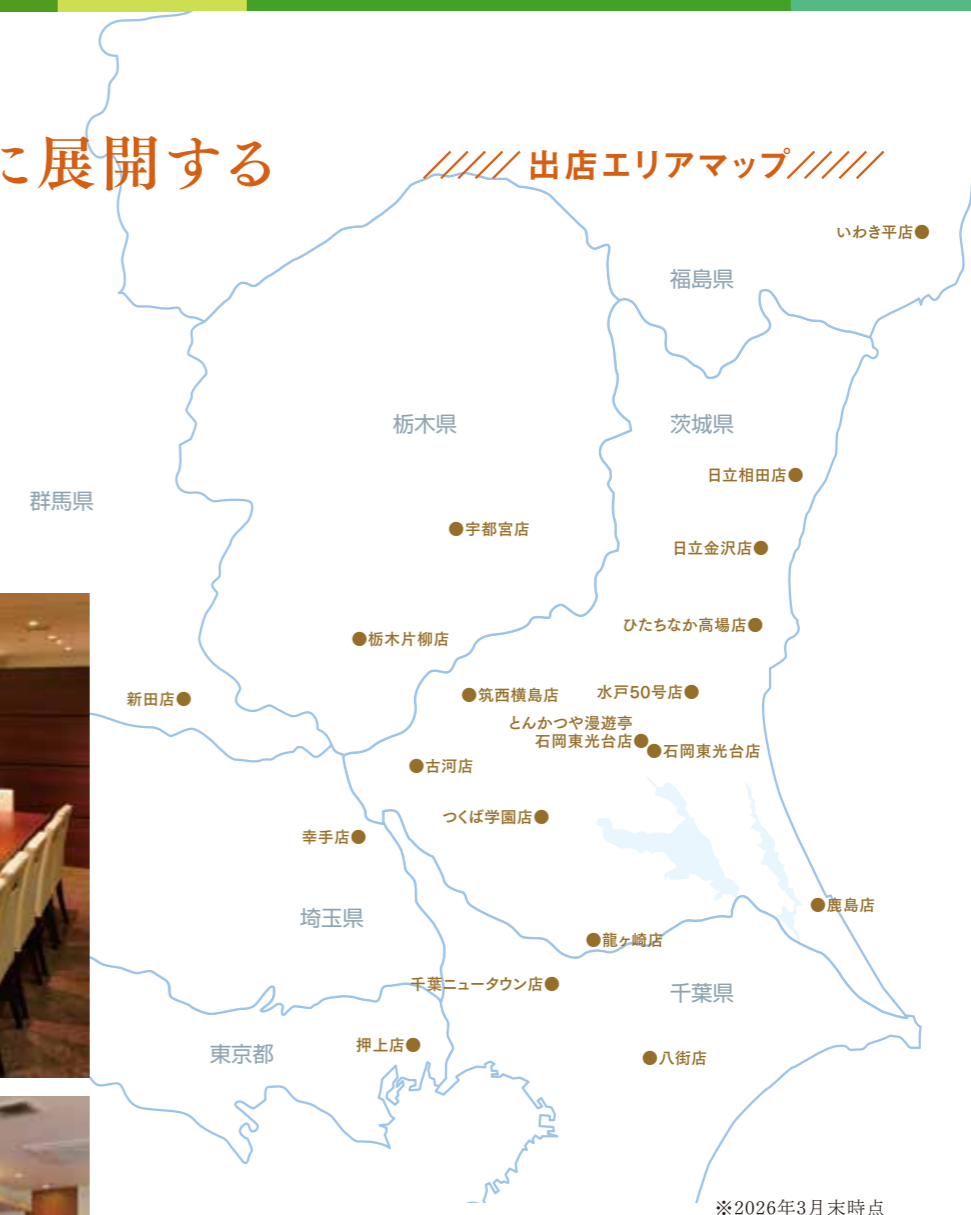 に展開する
出店エリアマップ
いわき平店
福島県
栃木県
茨城県
日立相田店
群馬県
宇都宮店
日立金沢店
ひたちなか高場店
栃木片柳店
新田店
筑西横島店
水戸50号店
とんかつや漫遊亭
石岡東光台店
石岡東光台店
古河店
つくば学園店
幸手店
鹿島店
埼玉県
龍ヶ崎店
千葉ニュータウン店
千葉県
東京都
押上店
八街店
※2026年3月末時点